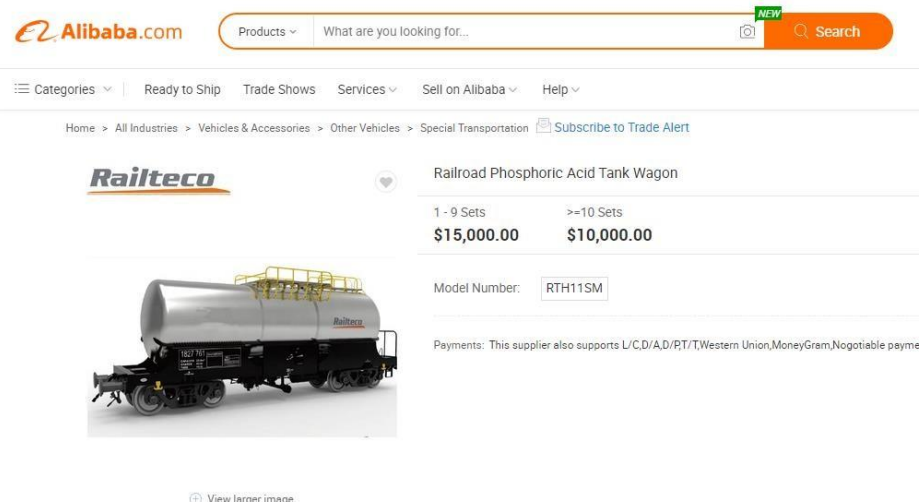 Alibaba.com
Products
What are you looking for...
NEW
Search
Categories
Ready to Ship
Trade Shows
Services
Sell on Alibaba
Help
Home > All Industries > Vehicles & Accessories > Other Vehicles > Special Transportation
Subscribe to Trade Alert
Railteco
Railroad Phosphoric Acid Tank Wagon
1 - 9 Sets
>=10 Sets
$15,000.00
$10,000.00
Model Number:
RTH11SM
Payments: This supplier also supports L/C,D/A,D/P,T/T,Western Union,MoneyGram,Nogotiable payme
Railteco
1827 761
View larger image